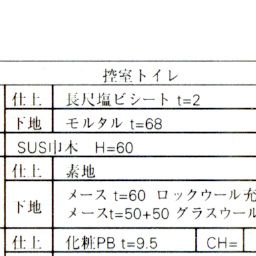 控室トイレ
仕上 長尺塩ビシート t=2
下地 モルタル t=68
SUS巾木 H=60
仕上 素地
下地 メース t=60 ロックウール充
メースt=50+50 グラスウール
仕上 化粧PB t=9.5 CH=